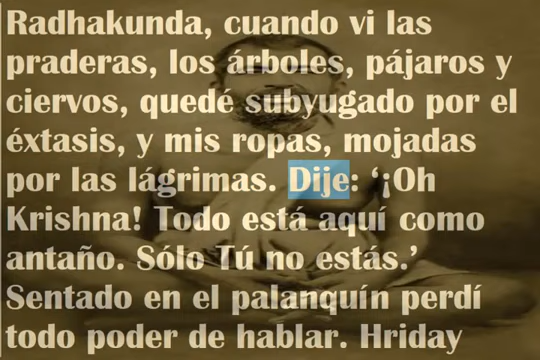 Radhakunda, cuando vi las
praderas, los árboles, pájaros y
ciervos, quedé subyugado por el
éxtasis, y mis ropas, mojadas
por las lágrimas. Dije: ‘¡Oh
Krishna! Todo está aquí como
antaño. Sólo Tú no estás.’
Sentado en el palanquín perdí
todo poder de hablar. Hriday